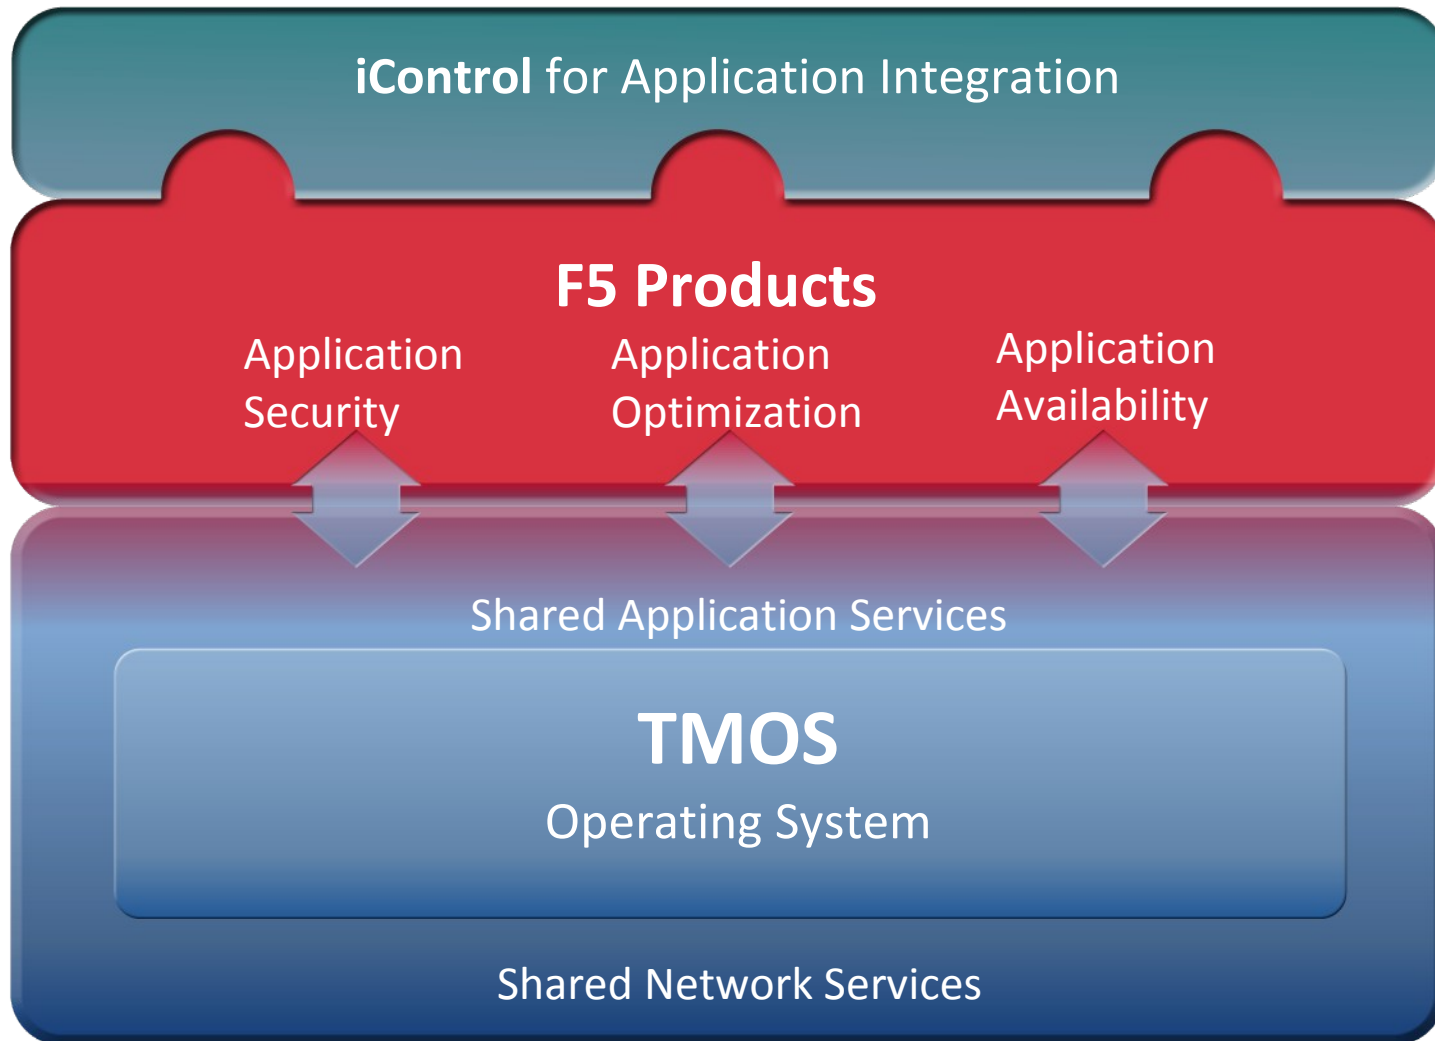 iControl for Application Integration
F5 Products
Application
Security
Application
Optimization
Application
Availability
Shared Application Services
TMOS
Operating System
Shared Network Services